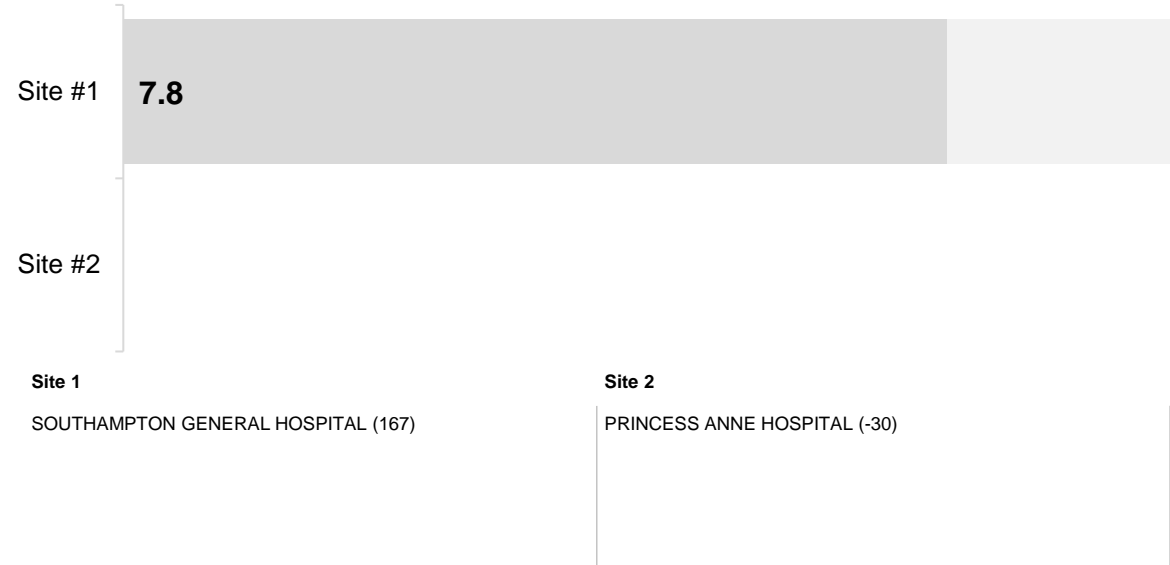 Site #1
7.8
Site #2
Site 1
Site 2
SOUTHAMPTON GENERAL HOSPITAL (167)
PRINCESS ANNE HOSPITAL (-30)